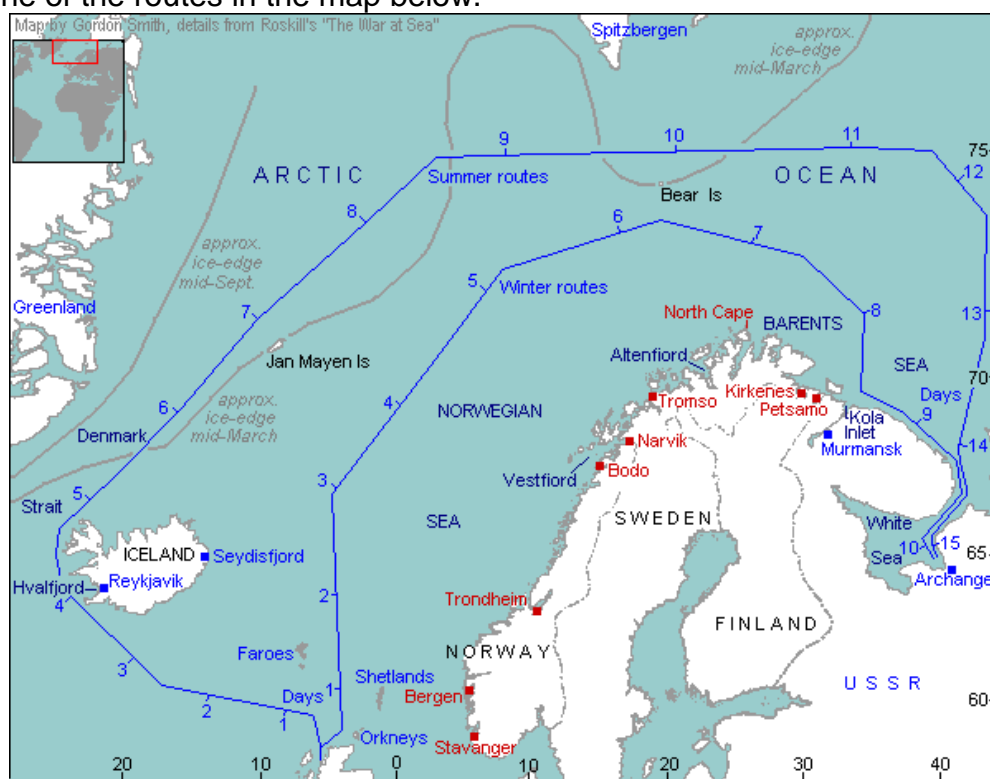 ne of the routes in the map below.
Map by Gordon Smith, details from Roskill's "The War at Sea"
Spitzbergen
approx.
ice-edge
mid-March
9
10
11
75
ARCTIC
Summer routes
OCEAN
12
8
Bear Is
6
7
approx.
ice-edge
mid-Sept.
5
Winter routes
Greenland
7
North Cape
BARENTS
8
13
Jan Mayen Is
Altenfiord
SEA
70
approx.
ice-edge
mid-March
6
4
NORWEGIAN
Tromso
Kirkenes
Petsamo
Days
9
Kola
Inlet
Denmark
Narvik
Murmansk
14
Vestfiord
Bodo
5
3
Strait
SEA
SWEDEN
White
Sea
10
15
65
ICELAND
Seydisfjord
Archange
Hvalfjord
Reykjavik
4
2
Trondheim
FINLAND
Faroes
NORWAY
3
Shetlands
USSR
Days
1
Bergen
60
2
1
Orkneys
Stavanger
20
10
0
10
20
30
40